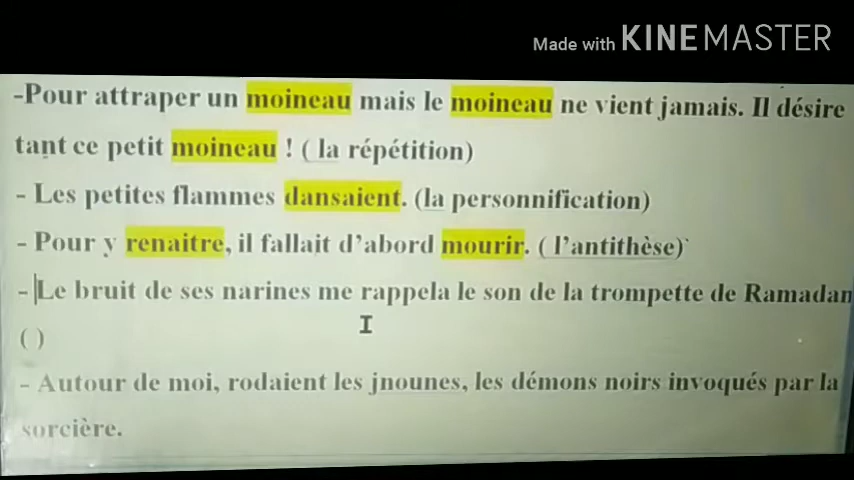 Made with KINEMASTER
-Pour attraper un moineau mais le moineau ne vient jamais. Il désire
tant ce petit moineau ! ( la répétition)
- Les petites flammes dansaient. (la personnification)
- Pour y renaitre, il fallait d'abord mourir. ( l'antithèse)
- Le bruit de ses narines me rappela le son de la trompette de Ramadan
( )
- Autour de moi, rodaient les jnounes, les démons noirs invoqués par la
sorcière.